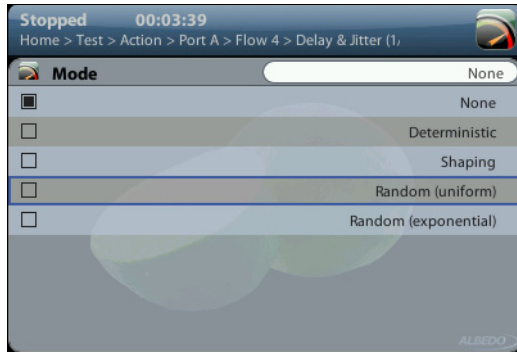 Stopped 00:03:39
Home > Test > Action > Port A > Flow 4 > Delay & Jitter (1/
Mode None
None
Deterministic
Shaping
Random (uniform)
Random (exponential)
ALBEDO